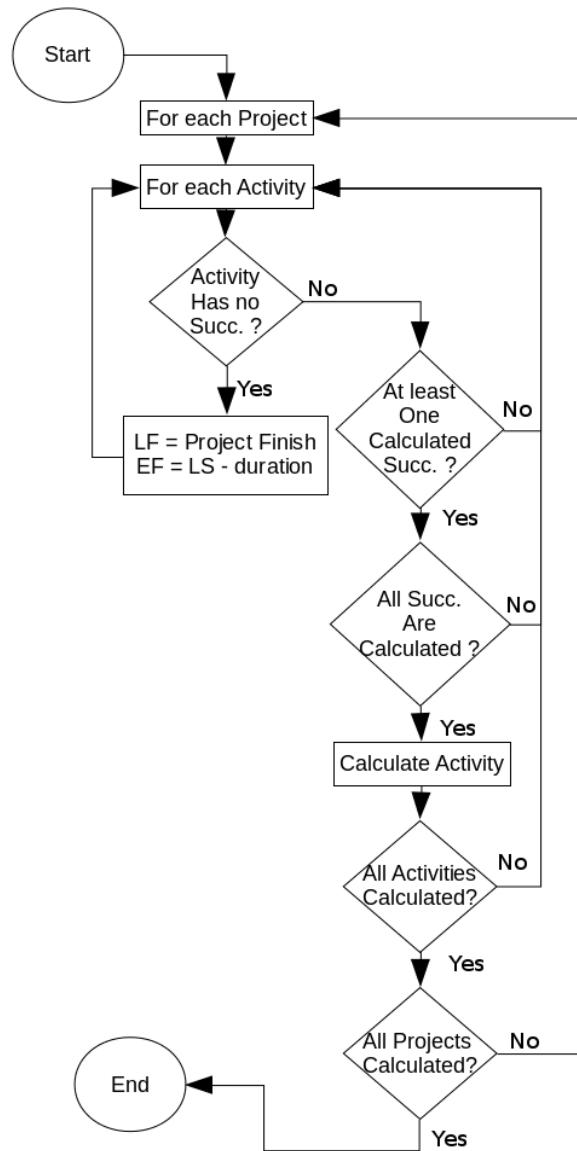 Start
For each Project
For each Activity
Activity
Has no
Succ. ?
No
Yes
LF = Project Finish
EF = LS - duration
At least
One
Calculated
Succ. ?
No
Yes
All Succ.
Are
Calculated ?
No
Yes
Calculate Activity
All Activities
Calculated?
No
Yes
All Projects
Calculated?
No
Yes
End